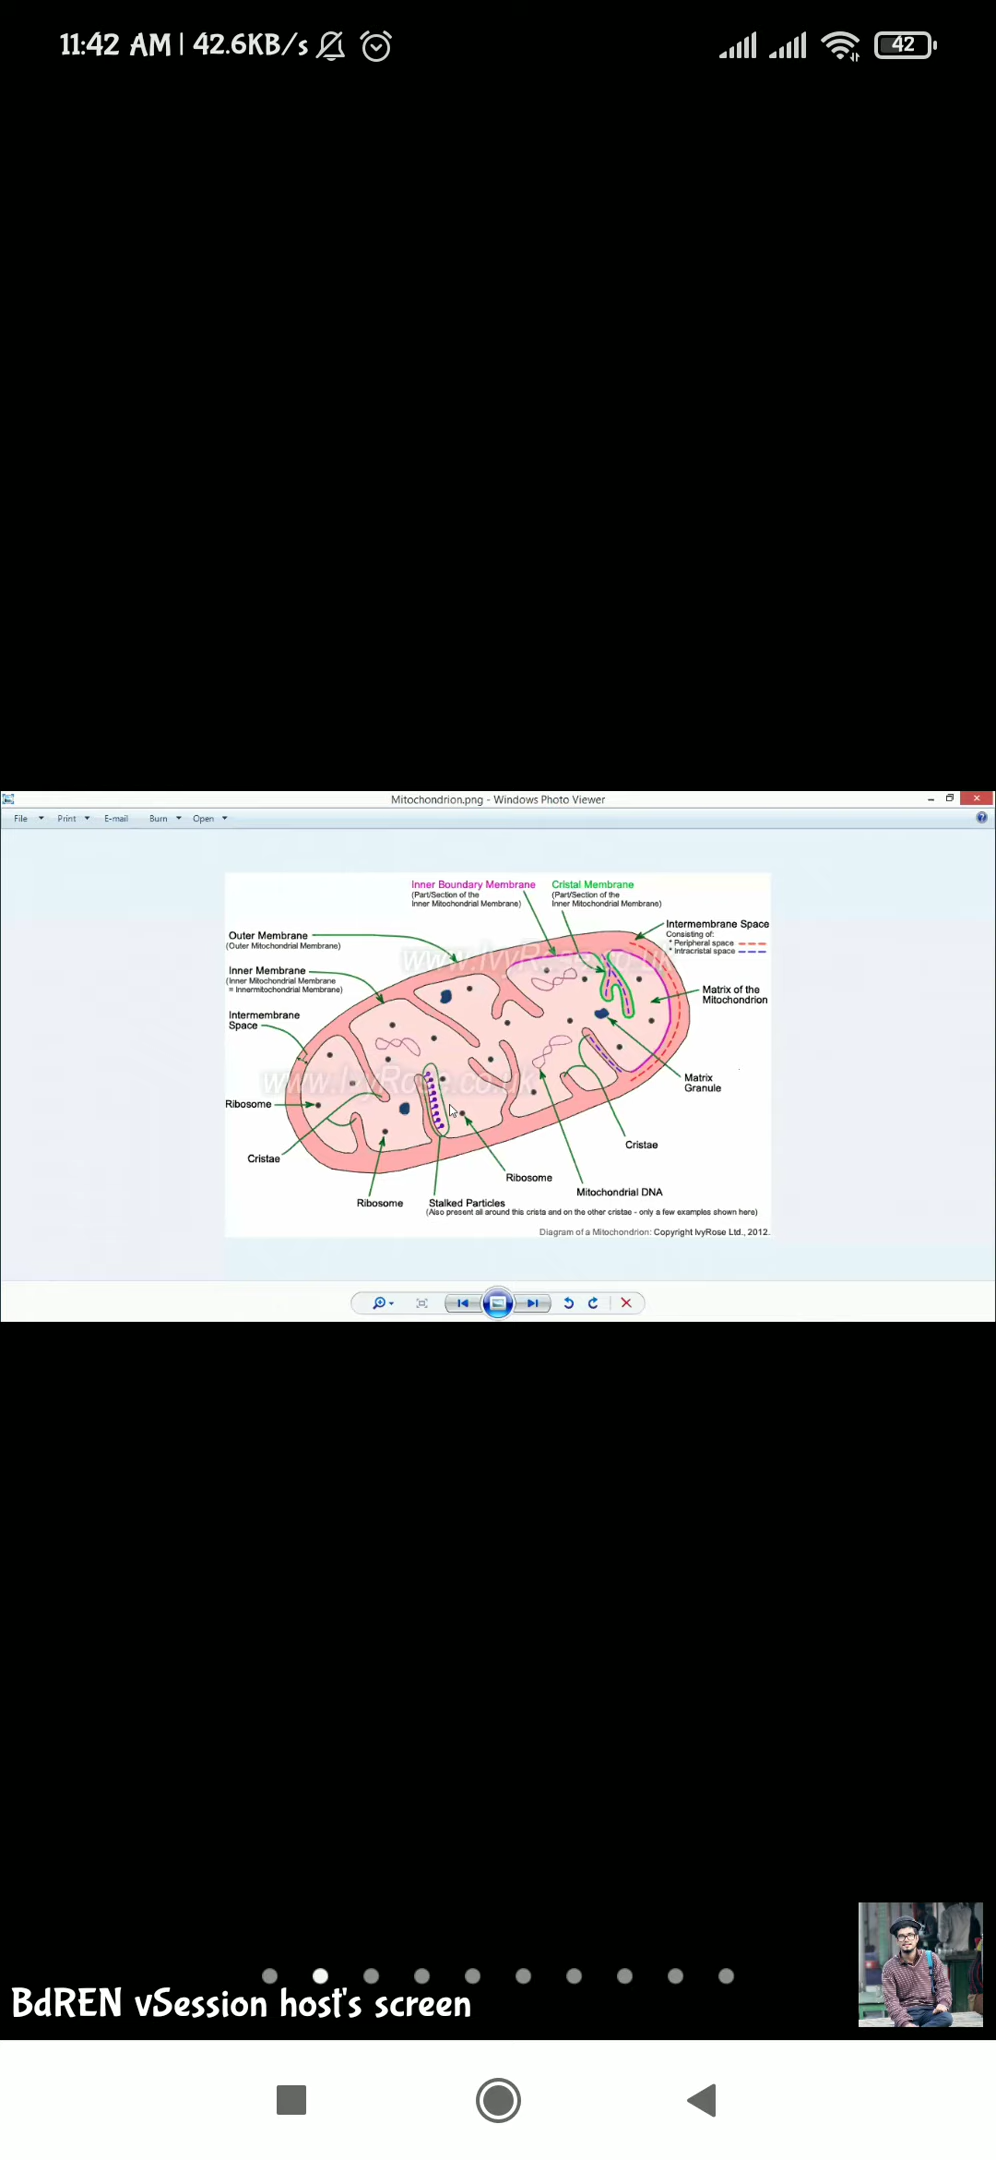 11:42 AM | 42.6KB/s
42
Mitochondrion.png - Windows Photo Viewer
File Print E-mail Burn Open
Inner Boundary Membrane
(Part/Section of the
Inner Mitochondrial Membrane)
Cristal Membrane
(Part/Section of the
Inner Mitochondrial Membrane)
Intermembrane Space
Consisting of:
* Peripheral space
* Intracristal space
Outer Membrane
(Outer Mitochondrial Membrane)
www.IvyRose.co.uk
Inner Membrane
(Inner Mitochondrial Membrane
= Innermitochondrial Membrane)
Matrix of the
Mitochondrion
Intermembrane
Space
www.IvyRose.co.uk
Matrix
Granule
Ribosome
Cristae
Cristae
Ribosome
Ribosome
Mitochondrial DNA
Stalked Particles
(Also present all around this crista and on the other cristae - only a few examples shown here)
Diagram of a Mitochondrion: Copyright IvyRose Ltd., 2012.
BdREN vSession host's screen